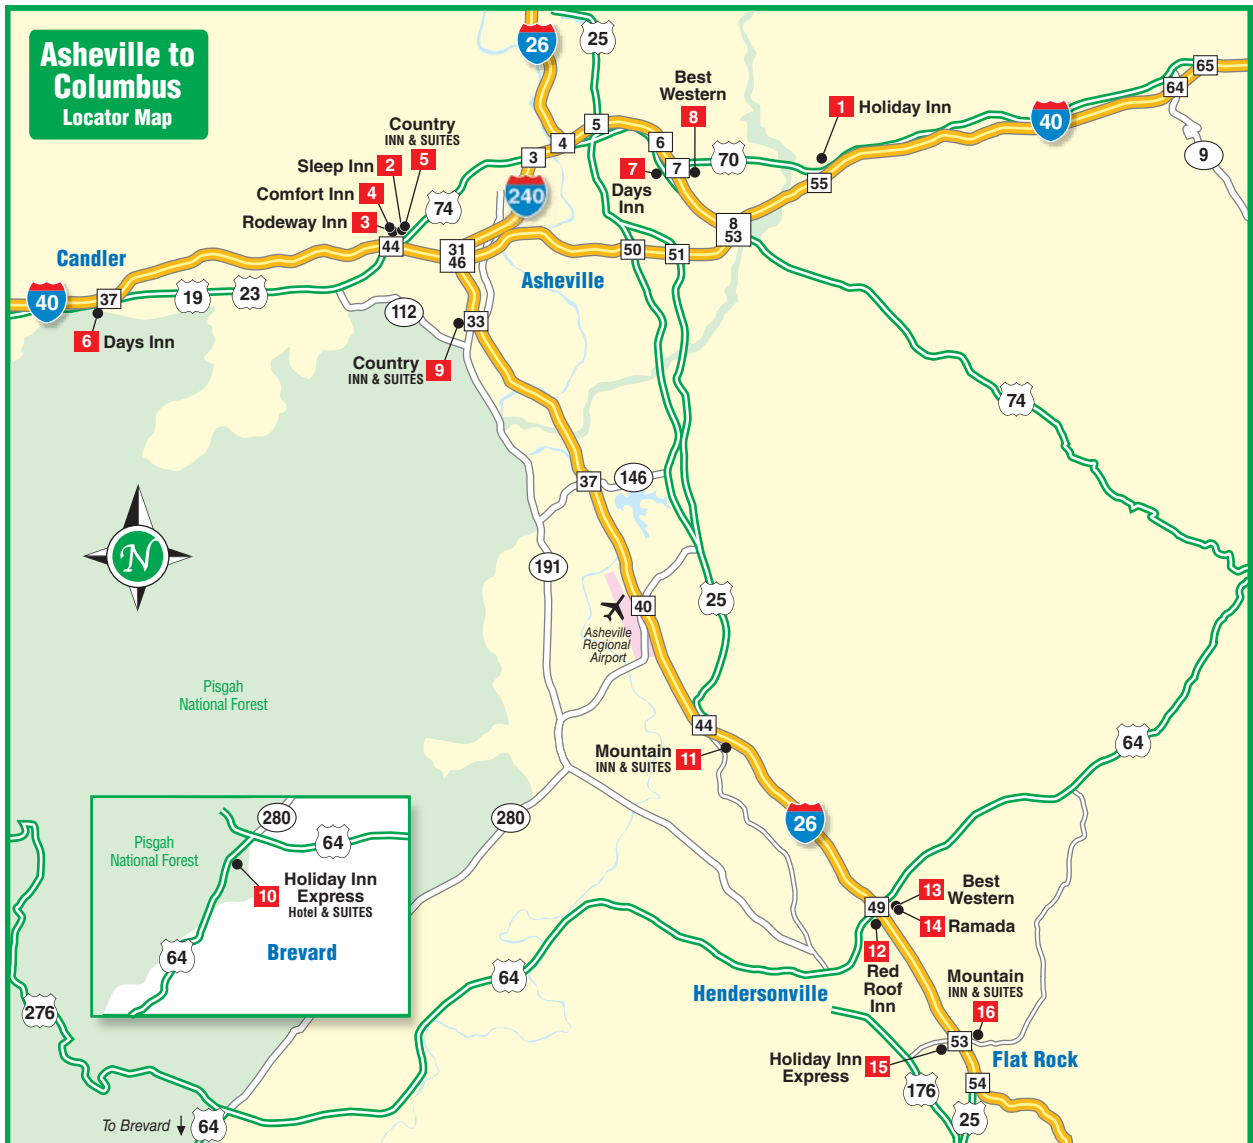 Asheville to
Columbus
Locator Map
26
25
65
64
40
9
Best
Western
8
1 Holiday Inn
Country
INN & SUITES
5
Sleep Inn 2
Comfort Inn 4
Rodeway Inn 3
5
4
3
6
7
70
7
Days
Inn
55
240
74
8
53
44
31
46
50
51
Candler
Asheville
40
37
19
23
112
33
6 Days Inn
Country
INN & SUITES
9
74
37
146
N
191
25
40
Asheville
Regional
Airport
Pisgah
National Forest
44
64
Mountain
INN & SUITES
11
26
280
280
64
Pisgah
National Forest
10
Holiday Inn
Express
Hotel & SUITES
Brevard
64
49
13
Best
Western
14 Ramada
12
Red
Roof
Inn
64
Hendersonville
Mountain
INN & SUITES
16
276
53
Holiday Inn
Express
15
Flat Rock
54
176
25
To Brevard
64